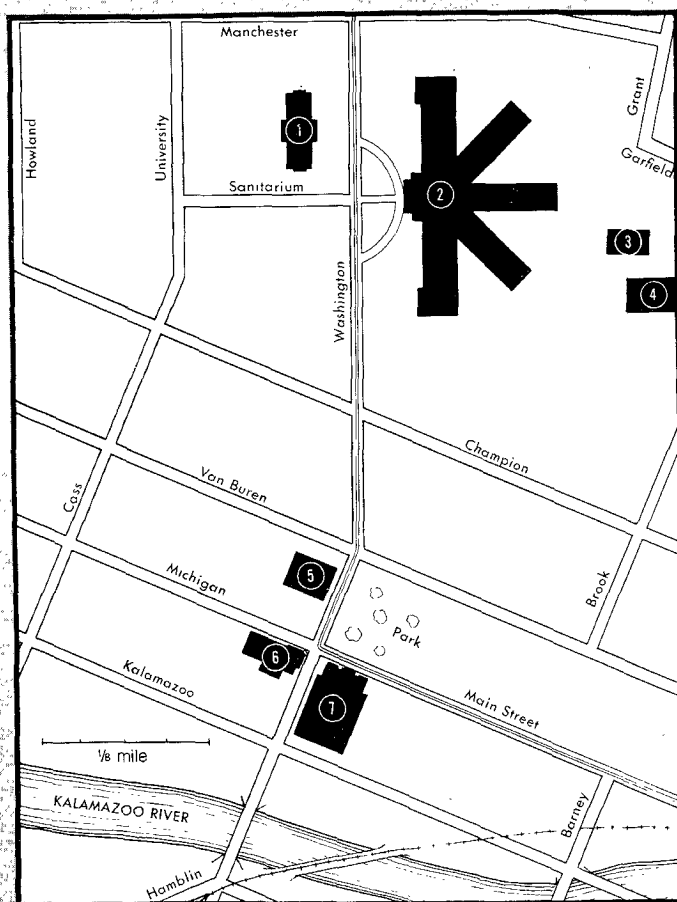 Manchester
Howland
University
1
Grant
Garfield
Sanitarium
2
3
4
Washington
Champion
Cass
Van Buren
Michigan
5
Brook
Park
6
Kalamazoo
7
Main Street
1/8 mile
KALAMAZOO RIVER
Barney
Hamblin